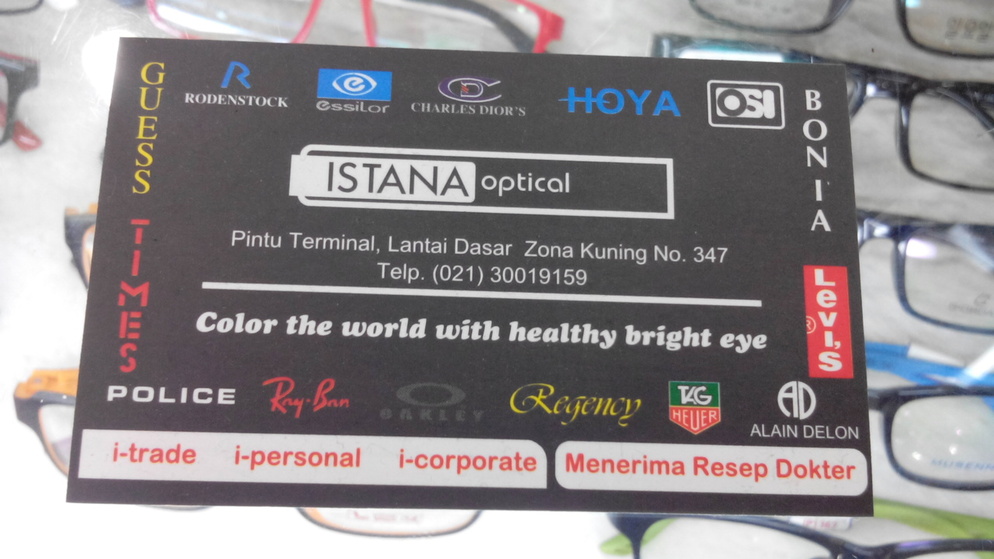 GUESS
RODENSTOCK
essilor
CHARLES DIOR'S
HOYA
OSI
BONIA
ISTANA optical
TIMES
Pintu Terminal, Lantai Dasar Zona Kuning No. 347
Telp. (021) 30019159
Levi's ®
Color the world with healthy bright eye
POLICE
Ray-Ban
OAKLEY
Regency
TAG
HEUER
AD
ALAIN DELON
i-trade i-personal i-corporate
Menerima Resep Dokter